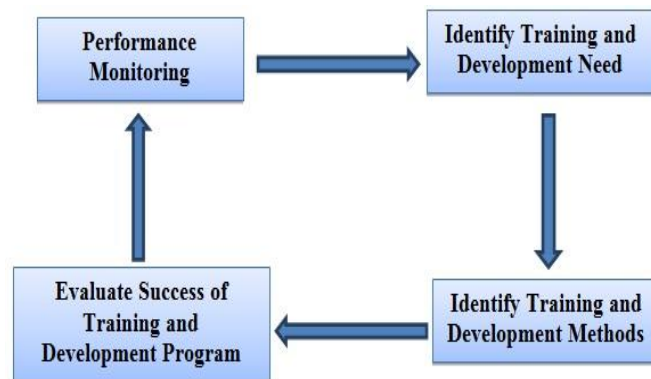 Performance
Monitoring
Identify Training and
Development Need
Identify Training and
Development Methods
Evaluate Success of
Training and
Development Program